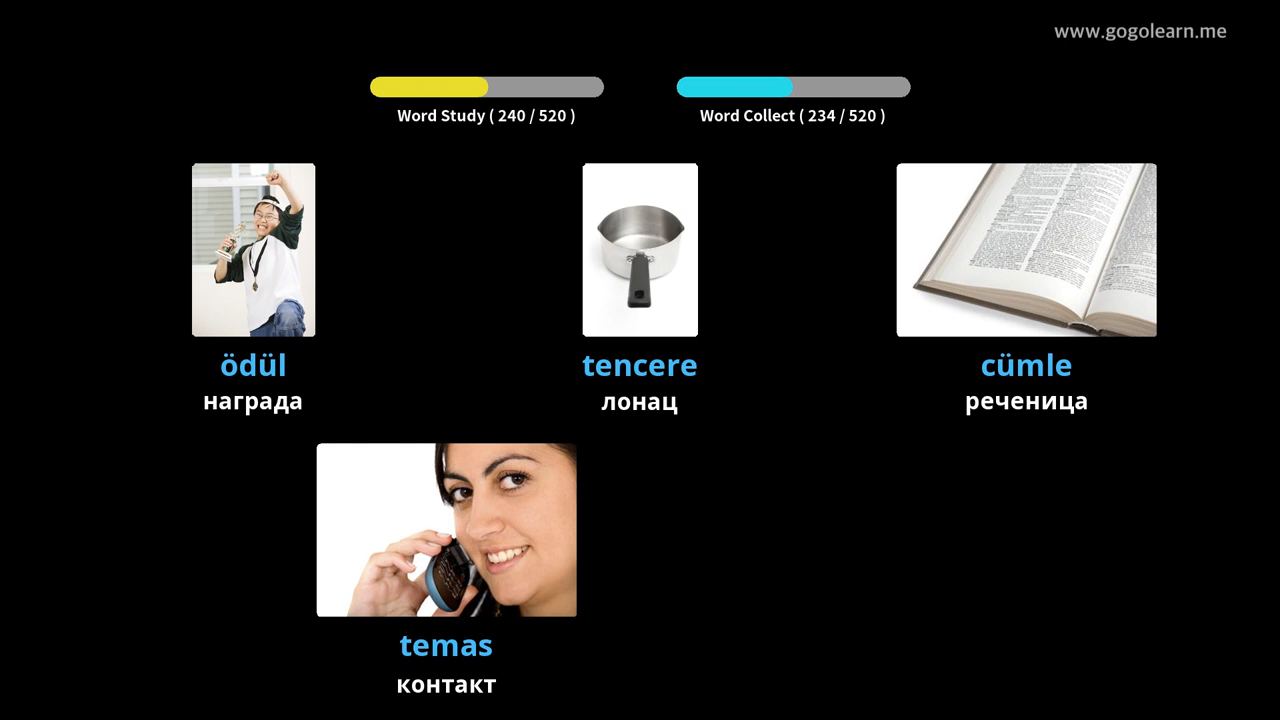 www.gogolearn.me
Word Study ( 240 / 520 )
Word Collect ( 234 / 520 )
ödül
награда
tencere
лонац
cümle
реченица
temas
контакт